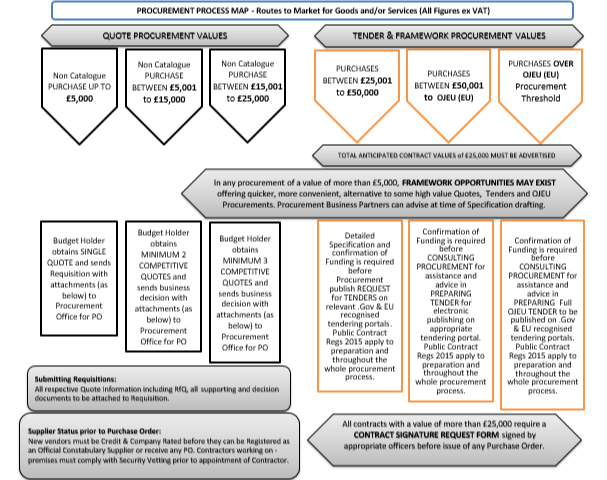 PROCUREMENT PROCESS MAP - Routes to Market for Goods and/or Services (All Figures ex VAT)
QUOTE PROCUREMENT VALUES
TENDER & FRAMEWORK PROCUREMENT VALUES
Non Catalogue
PURCHASE UP TO
£5,000
Non Catalogue
PURCHASE
BETWEEN £5,001
to £15,000
Non Catalogue
PURCHASE
BETWEEN £15,001
to £25,000
PURCHASES
BETWEEN £25,001
to £50,000
PURCHASES
BETWEEN £50,001
to OJEU (EU)
PURCHASES OVER
OJEU (EU)
Procurement
Threshold
TOTAL ANTICIPATED CONTRACT VALUES of £25,000 MUST BE ADVERTISED
In any procurement of a value of more than £5,000, FRAMEWORK OPPORTUNITIES MAY EXIST
offering quicker, more convenient, alternative to some high value Quotes, Tenders and OJEU
Procurements. Procurement Business Partners can advise at time of Specification drafting.
Budget Holder
obtains SINGLE
QUOTE and sends
Requisition with
attachments (as
below) to
Procurement
Office for PO
Budget Holder
obtains
MINIMUM 2
COMPETITIVE
QUOTES and
sends business
decision with
attachments (as
below) to
Procurement
Office for PO
Budget Holder
obtains
MINIMUM 3
COMPETITIVE
QUOTES and
sends business
decision with
attachments (as
below) to
Procurement
Office for PO
Detailed
Specification and
confirmation of
Funding is required
before
Procurement
publish REQUEST
for TENDERS on
relevant .Gov & EU
recognised
tendering portals.
Public Contract
Regs 2015 apply to
preparation and
throughout the
whole procurement
process.
Confirmation of
Funding is required
before
CONSULTING
PROCUREMENT for
assistance and
advice in
PREPARING
TENDER for
electronic
publishing on
appropriate
tendering portal.
Public Contract
Regs 2015 apply to
preparation and
throughout the
whole procurement
process.
Confirmation of
Funding is required
before
CONSULTING
PROCUREMENT for
assistance and
advice in
PREPARING Full
OJEU TENDER to be
published on .Gov
& EU recognised
tendering portals.
Public Contract
Regs 2015 apply to
preparation and
throughout the
whole procurement
process.
Submitting Requisitions:
All respective Quote information including RfQ, all supporting and decision
documents to be attached to Requisition.
Supplier Status prior to Purchase Order:
New vendors must be Credit & Company Rated before they can be Registered as
an Official Constabulary Supplier or receive any PO. Contractors working on -
premises must comply with Security Vetting prior to appointment of Contractor.
All contracts with a value of more than £25,000 require a
CONTRACT SIGNATURE REQUEST FORM signed by
appropriate officers before issue of any Purchase Order.